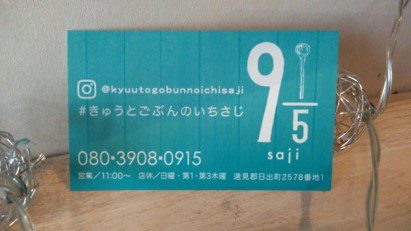 @kyuutogobunnoichisaji
#きゅうとごぶんのいちさじ
9 1/5
saji
080-3908-0915
営業/11:00〜 店休/日曜・第1・第3木曜 速見郡日出町2578番地1